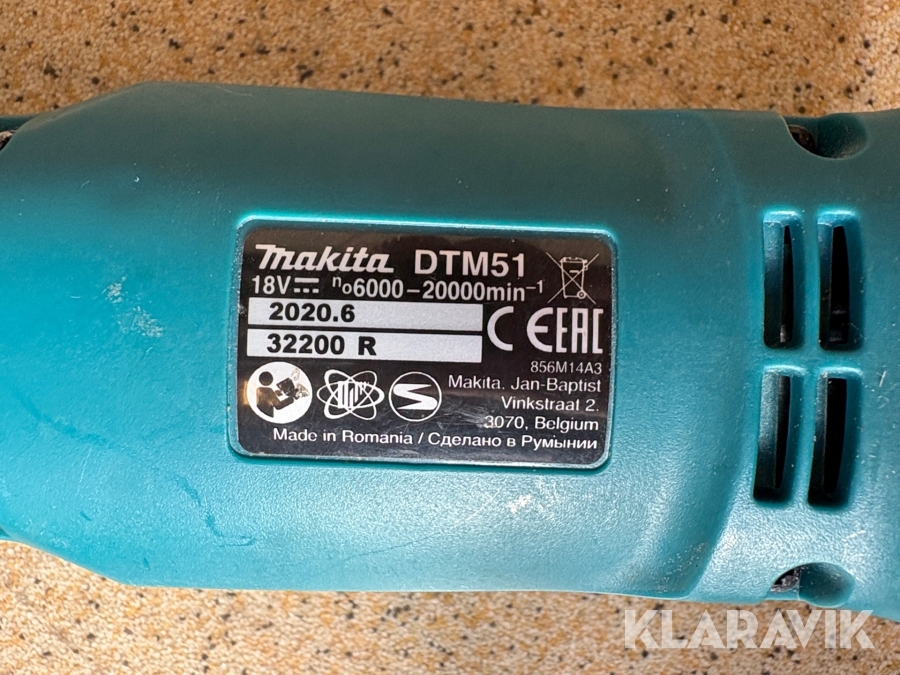 makita DTM51
18V⎓ n₀6000–20000min⁻¹
2020.6
32200 R
CE EAC
856M14A3
Makita. Jan-Baptist
Vinkstraat 2.
3070, Belgium
Made in Romania / Сделано в Румынии
KLARAVIK